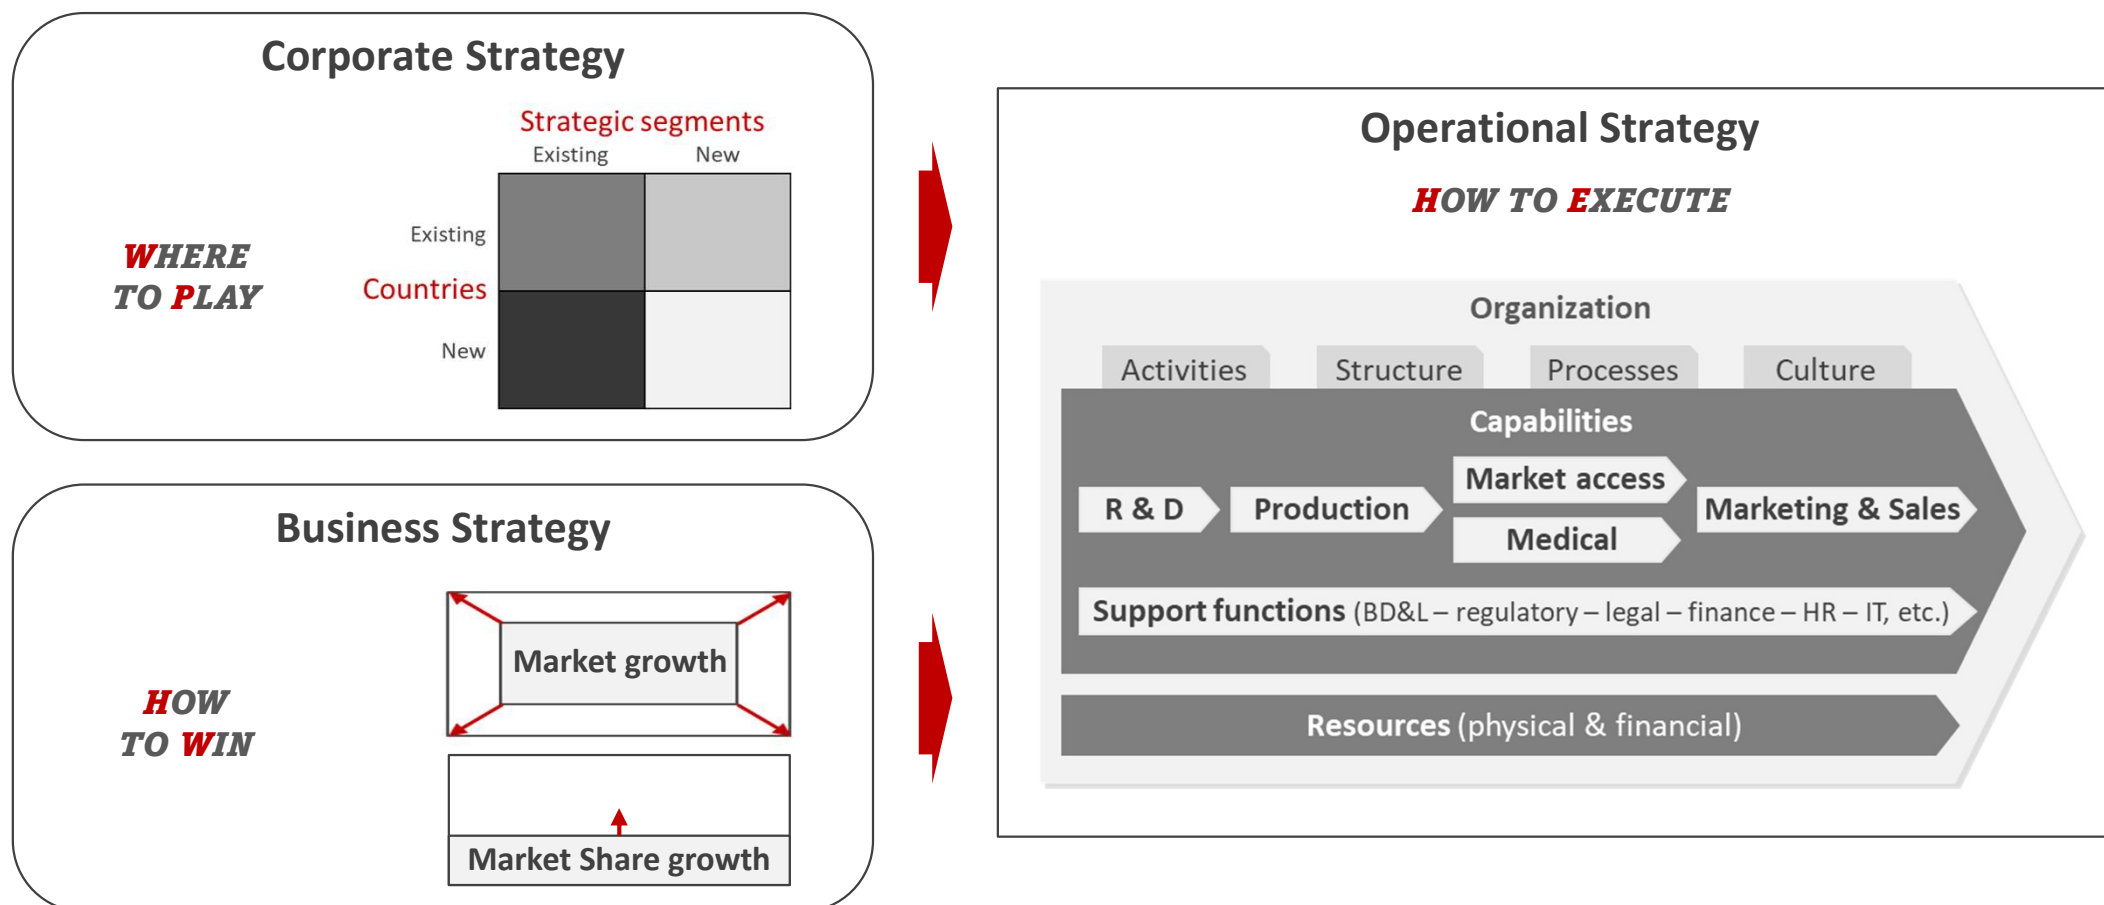 Corporate Strategy
Strategic segments
Existing New
Existing
WHERE
TO PLAY
Countries
New
Business Strategy
Market growth
HOW
TO WIN
Market Share growth
Operational Strategy
HOW TO EXECUTE
Organization
Activities Structure Processes Culture
Capabilities
R & D Production Market access Marketing & Sales
Medical
Support functions (BD&L – regulatory – legal – finance – HR – IT, etc.)
Resources (physical & financial)